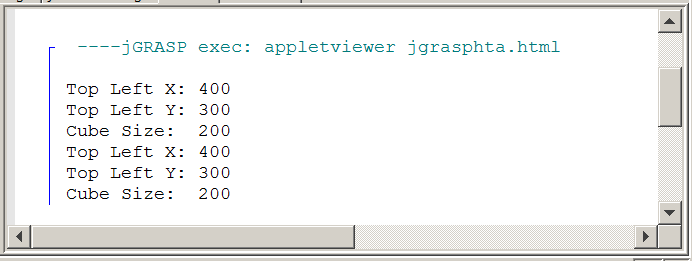 ----jGRASP exec: appletviewer jgrasphta.html
Top Left X: 400
Top Left Y: 300
Cube Size:  200
Top Left X: 400
Top Left Y: 300
Cube Size:  200